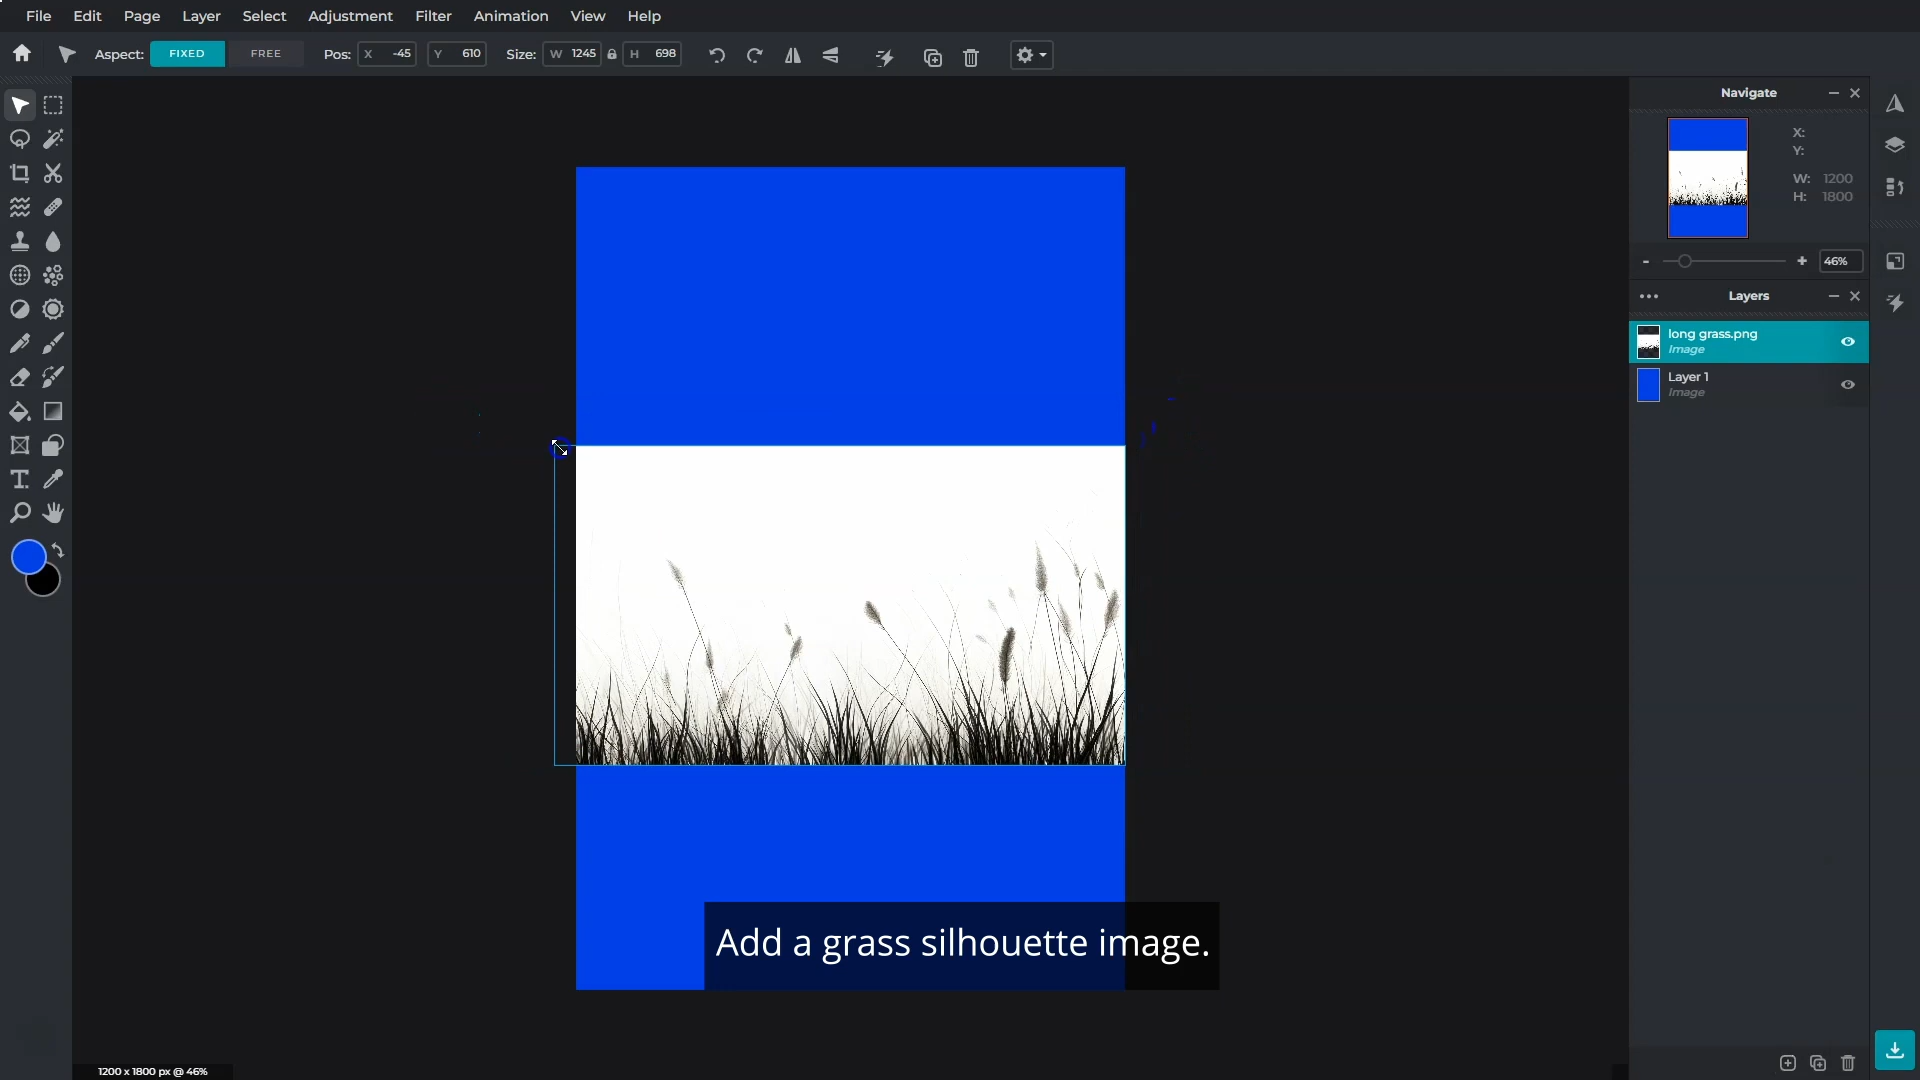 File Edit Page Layer Select Adjustment Filter Animation View Help
Aspect: FIXED FREE Pos: X -45 Y 610 Size: W 1245 H 698
Navigate
X:
Y:
W: 1200
H: 1800
- + 46%
Layers
long grass.png
Image
Layer 1
Image
Add a grass silhouette image.
1200 x 1800 px @ 46%